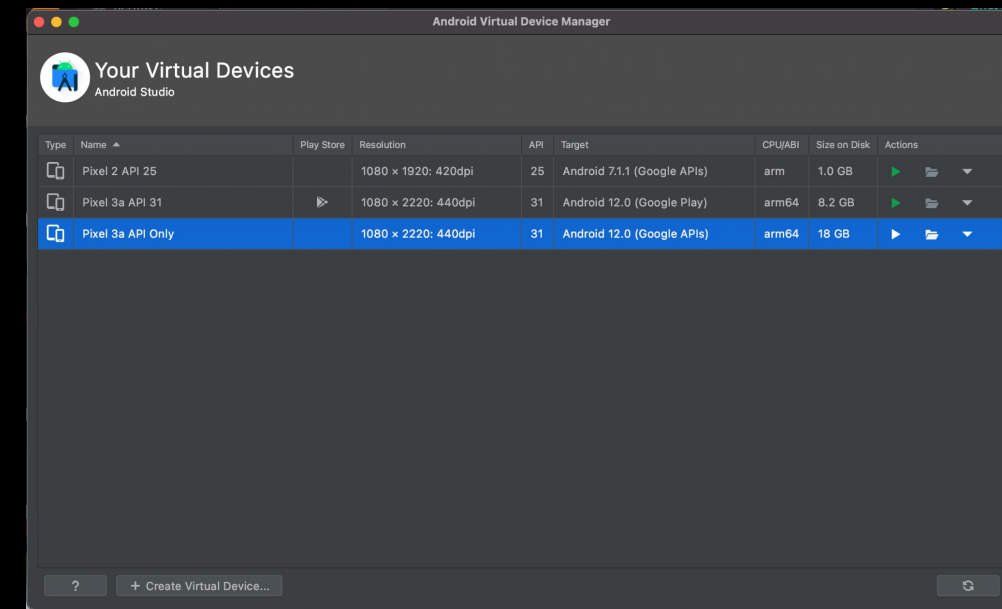 Android Virtual Device Manager
Your Virtual Devices
Android Studio
Type Name Play Store Resolution API Target CPU/ABI Size on Disk Actions
Pixel 2 API 25 1080 × 1920: 420dpi 25 Android 7.1.1 (Google APIs) arm 1.0 GB
Pixel 3a API 31 1080 × 2220: 440dpi 31 Android 12.0 (Google Play) arm64 8.2 GB
Pixel 3a API Only 1080 × 2220: 440dpi 31 Android 12.0 (Google APIs) arm64 18 GB
? + Create Virtual Device...